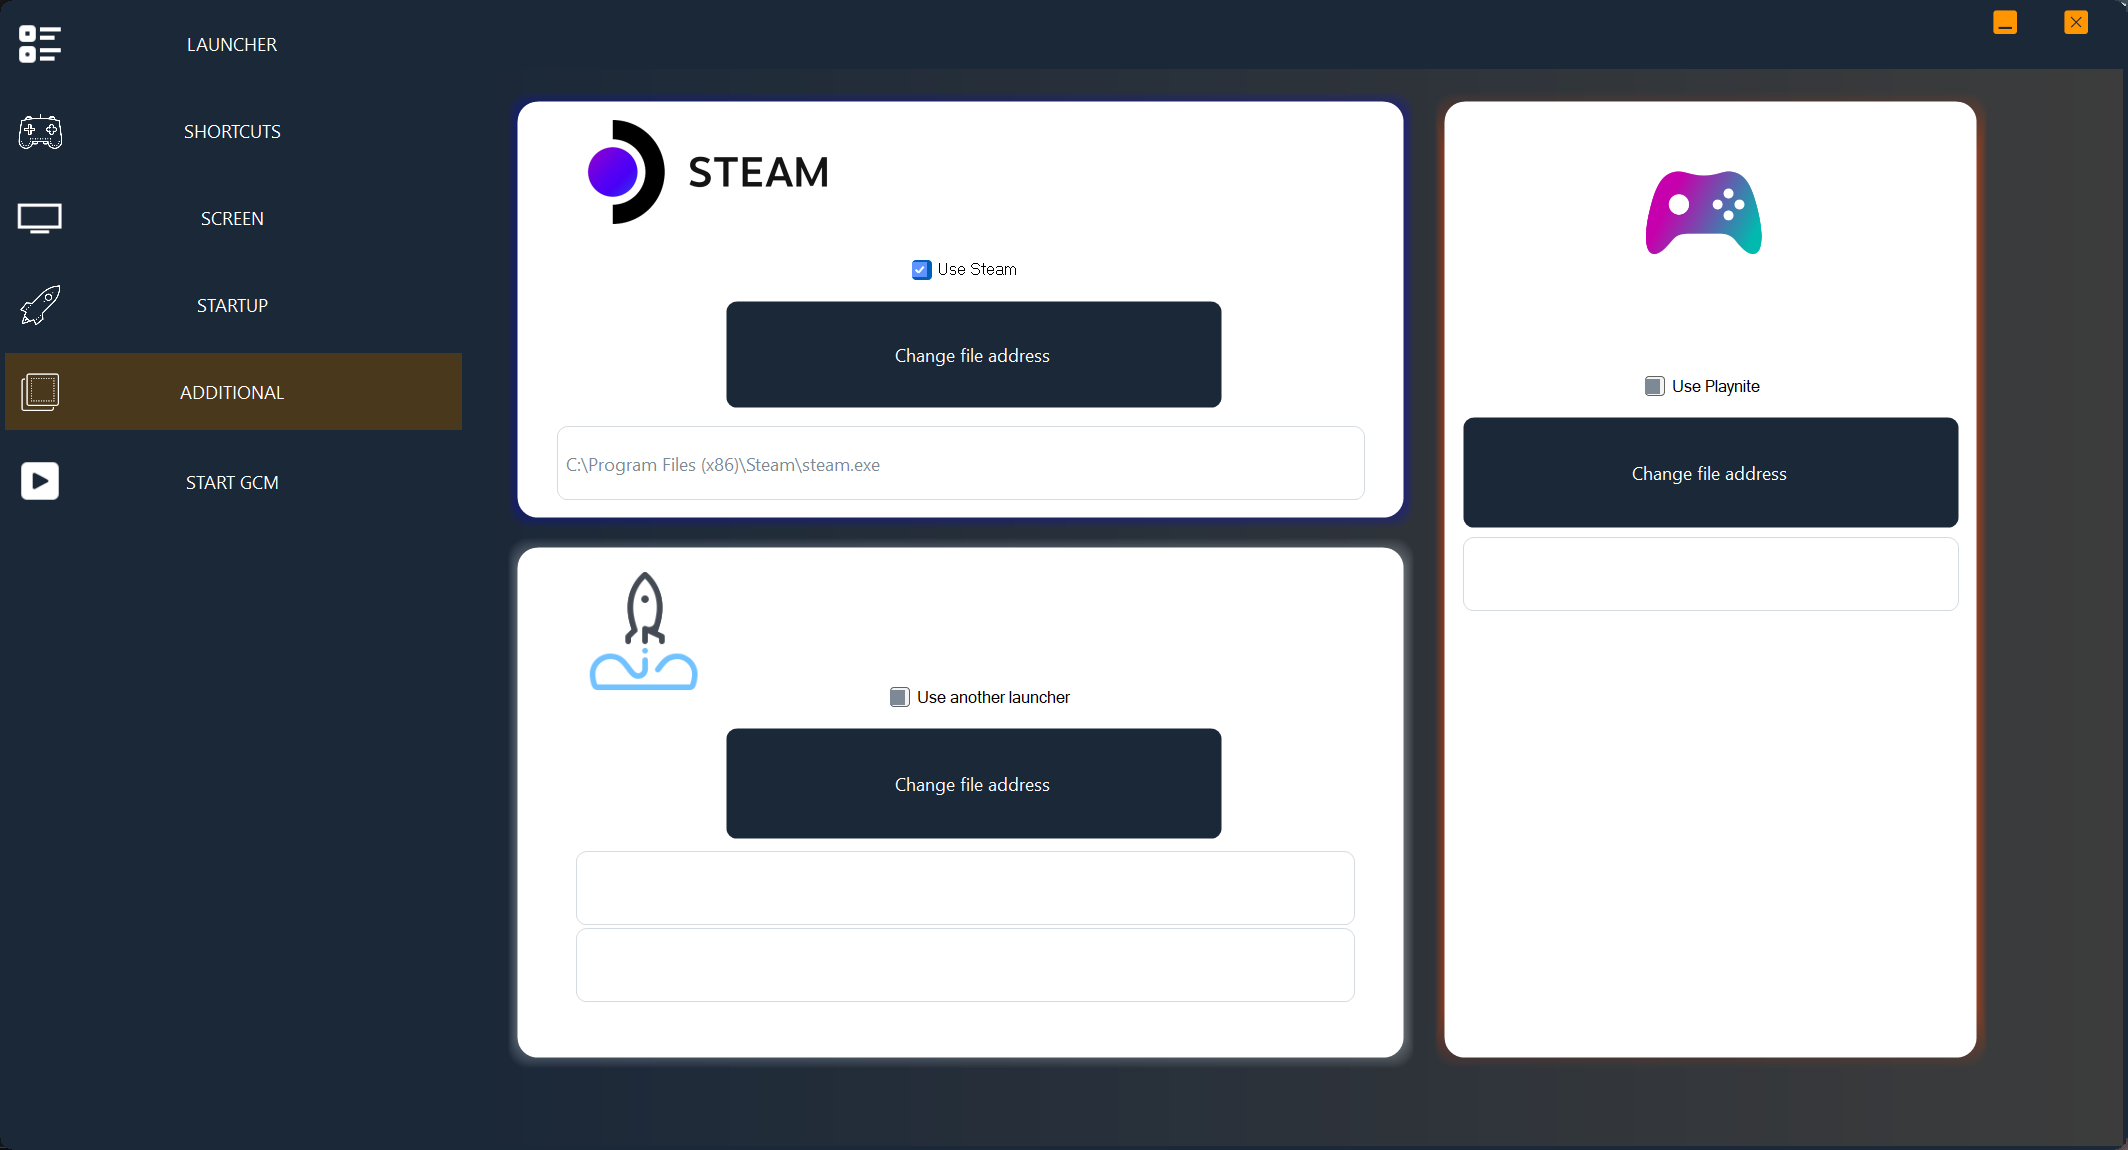 LAUNCHER
SHORTCUTS
SCREEN
STARTUP
ADDITIONAL
START GCM
STEAM
Use Steam
Change file address
C:\Program Files (x86)\Steam\steam.exe
Use another launcher
Change file address
Use Playnite
Change file address